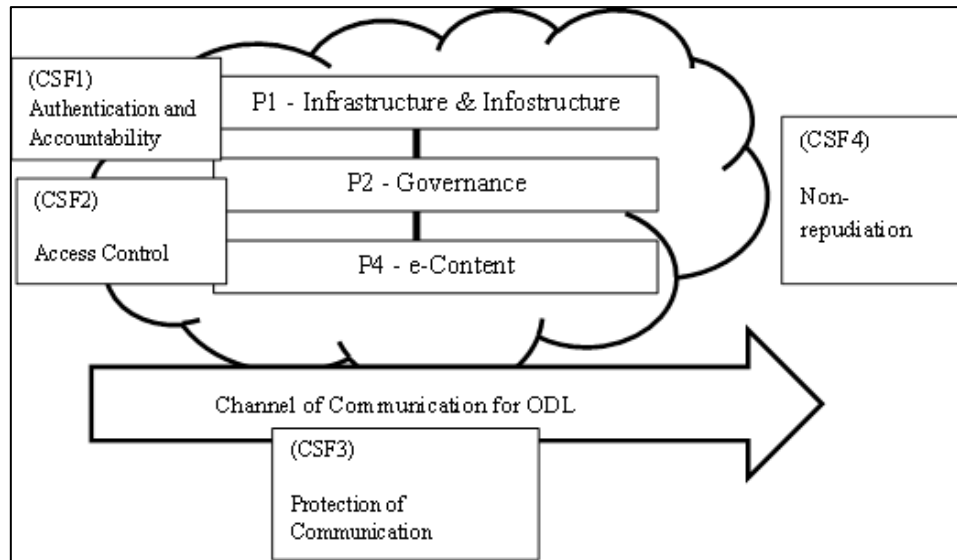 (CSF1)
Authentication and
Accountability
P1 - Infrastructure & Infostructure
(CSF2)
Access Control
P2 - Governance
P4 - e-Content
(CSF4)
Non-
repudiation
Channel of Communication for ODL
(CSF3)
Protection of
Communication